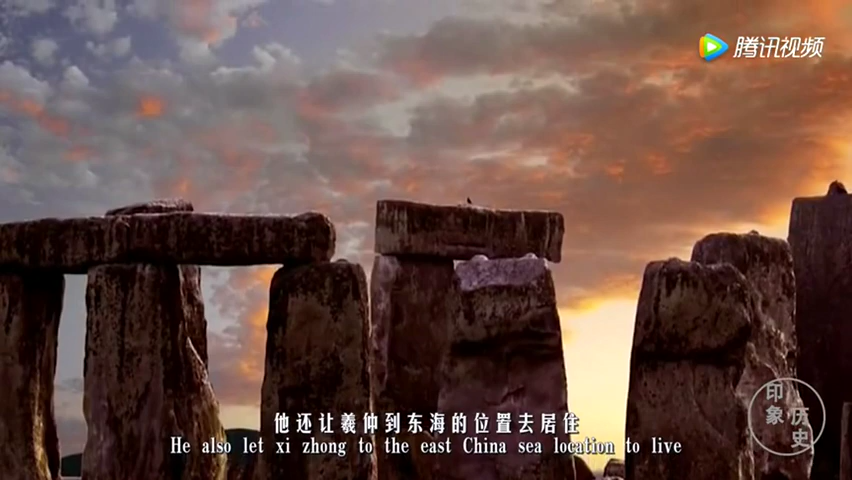 腾讯视频
印象
历史
他还让羲仲到东海的位置去居住
He also let xi zhong to the east China sea location to live